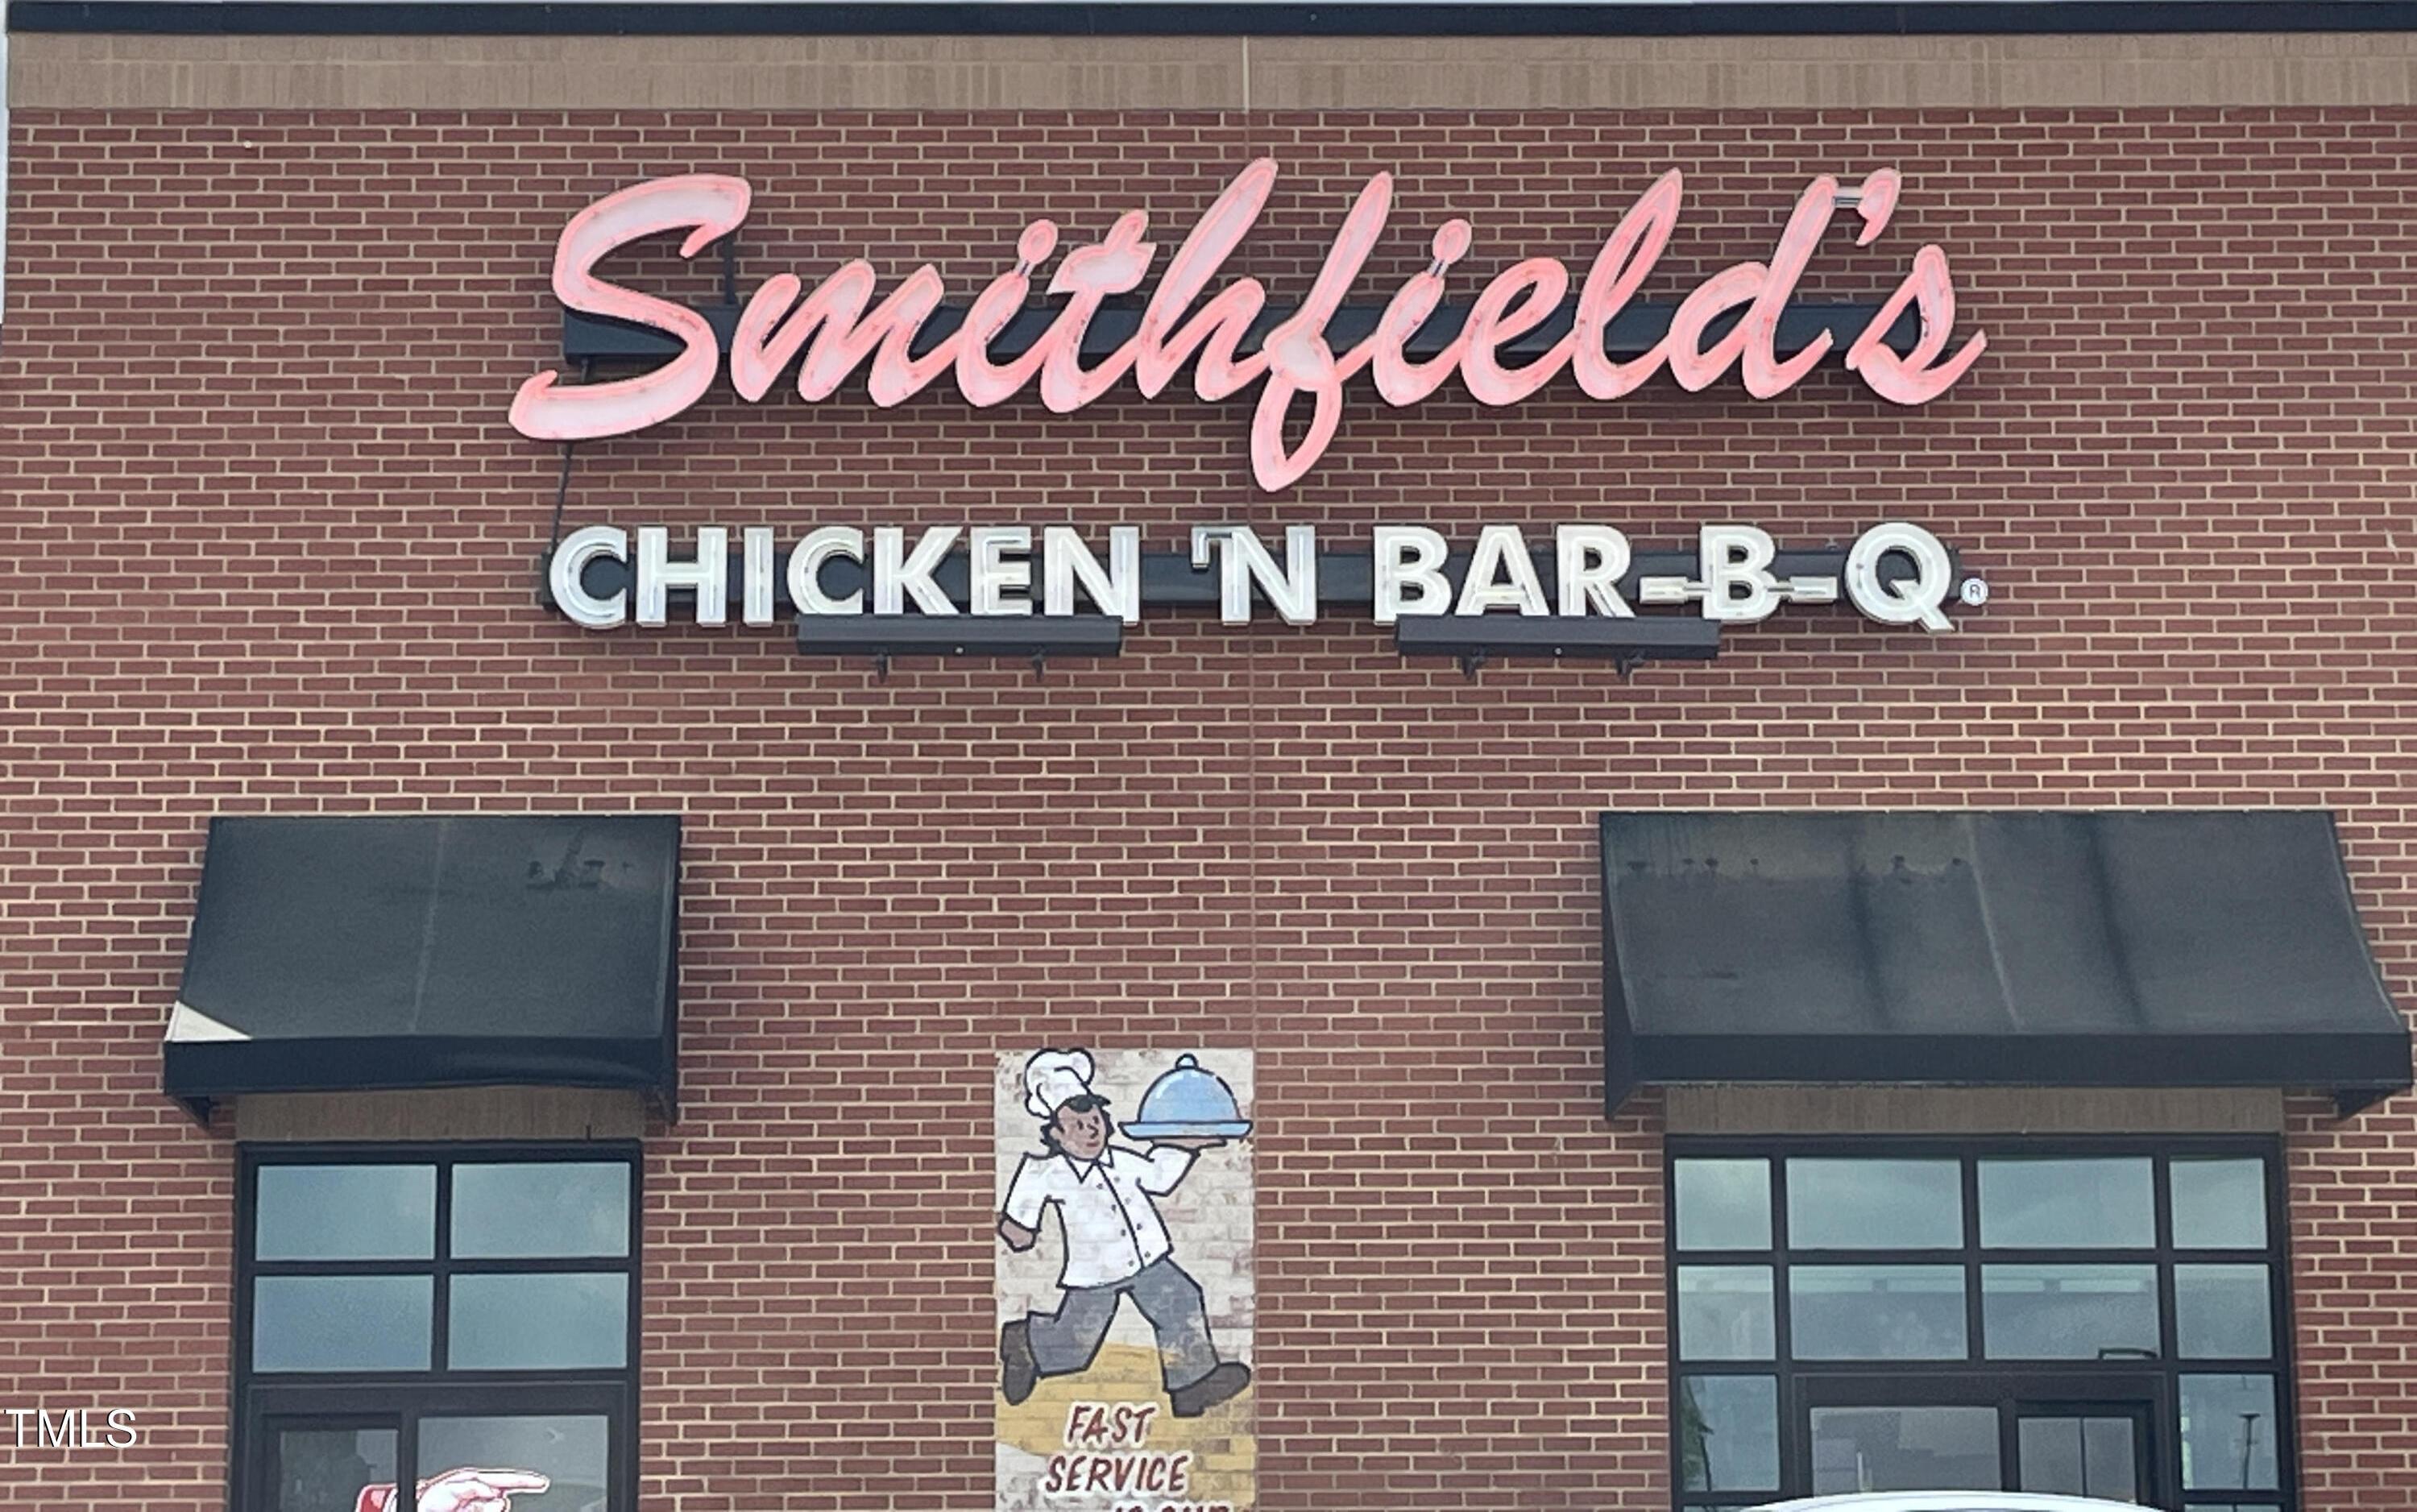 Smithfield's
CHICKEN 'N BAR-B-Q®
FAST
SERVICE
TMLS